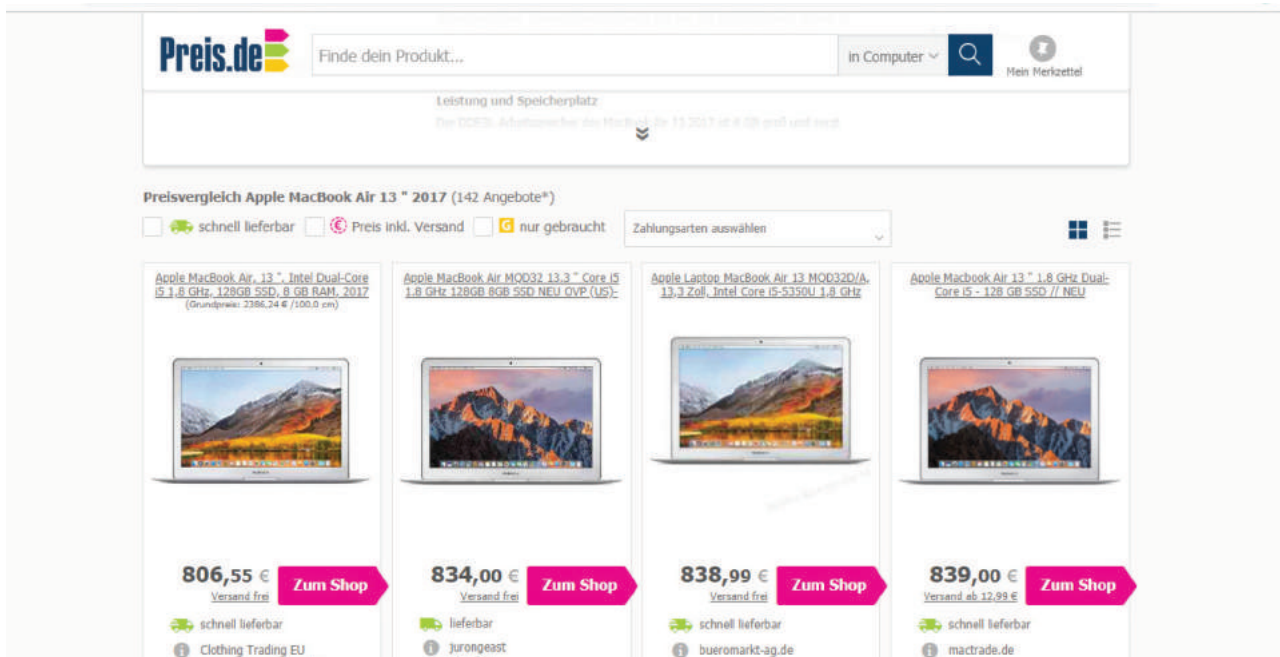 Preis.de
Finde dein Produkt...
in Computer
Mein Merkzettel
Leistung und Speicherplatz
Preisvergleich Apple MacBook Air 13 " 2017 (142 Angebote*)
schnell lieferbar
€ Preis inkl. Versand
G nur gebraucht
Zahlungsarten auswählen
Apple MacBook Air, 13 ", Intel Dual-Core
i5 1,8 GHz, 128GB SSD, 8 GB RAM, 2017
(Grundpreis: 2386,24 € /100,0 cm)
806,55 €
Versand frei
Zum Shop
schnell lieferbar
Clothing Trading EU
Apple MacBook Air MQD32 13.3 " Core i5
1.8 GHz 128GB 8GB SSD NEU OVP (US)-
834,00 €
Versand frei
Zum Shop
lieferbar
jurongeast
Apple Laptop MacBook Air 13 MQD32D/A,
13,3 Zoll, Intel Core i5-5350U 1,8 GHz
838,99 €
Versand frei
Zum Shop
schnell lieferbar
bueromarkt-ag.de
Apple Macbook Air 13 " 1.8 GHz Dual-
Core i5 - 128 GB SSD // NEU
839,00 €
Versand ab 12,99 €
Zum Shop
schnell lieferbar
mactrade.de